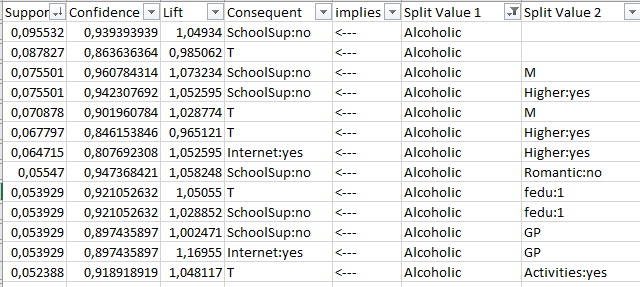 Suppor Confidence Lift Consequent implies Split Value 1 Split Value 2
0,095532 0,939393939 1,04934 SchoolSup:no <--- Alcoholic
0,087827 0,863636364 0,985062 T <--- Alcoholic
0,075501 0,960784314 1,073234 SchoolSup:no <--- Alcoholic M
0,075501 0,942307692 1,052595 SchoolSup:no <--- Alcoholic Higher:yes
0,070878 0,901960784 1,028774 T <--- Alcoholic M
0,067797 0,846153846 0,965121 T <--- Alcoholic Higher:yes
0,064715 0,807692308 1,052595 Internet:yes <--- Alcoholic Higher:yes
0,05547 0,947368421 1,058248 SchoolSup:no <--- Alcoholic Romantic:no
0,053929 0,921052632 1,05055 T <--- Alcoholic fedu:1
0,053929 0,921052632 1,028852 SchoolSup:no <--- Alcoholic fedu:1
0,053929 0,897435897 1,002471 SchoolSup:no <--- Alcoholic GP
0,053929 0,897435897 1,16955 Internet:yes <--- Alcoholic GP
0,052388 0,918918919 1,048117 T <--- Alcoholic Activities:yes